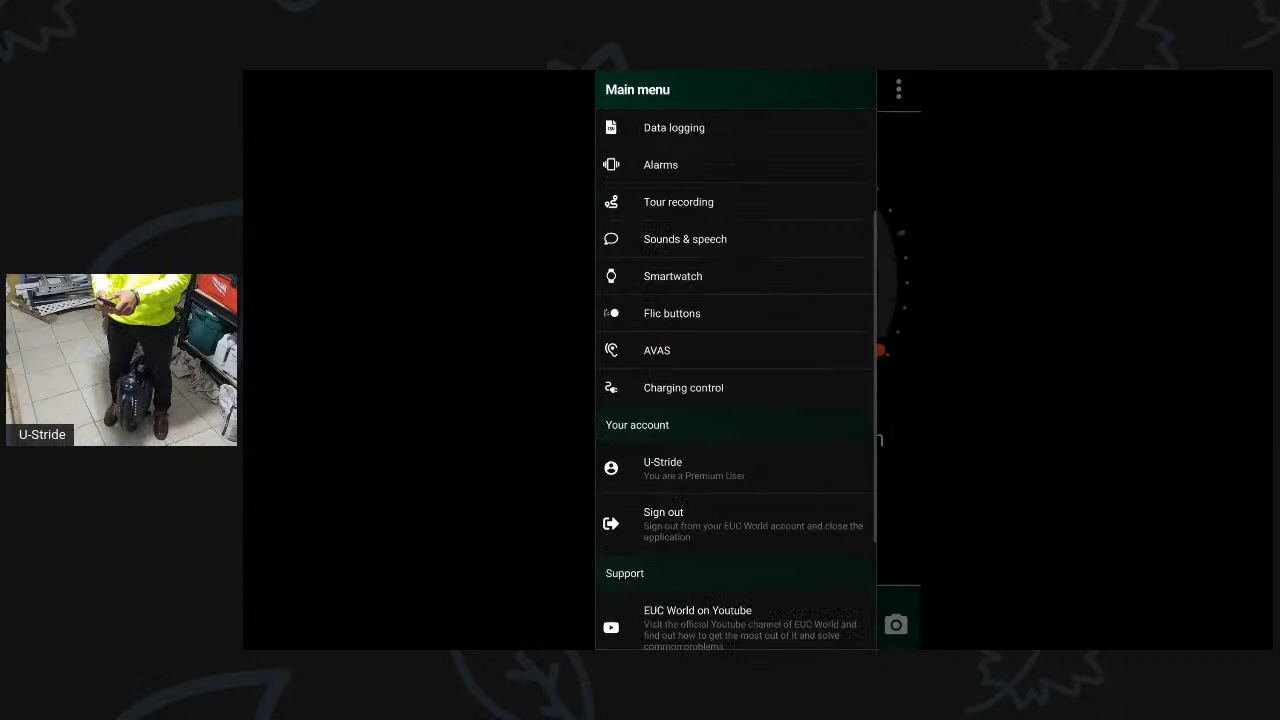 Main menu
Data logging
Alarms
Tour recording
Sounds & speech
Smartwatch
Flic buttons
AVAS
Charging control
Your account
U-Stride
You are a Premium User
Sign out
Sign out from your EUC World account and close the
application
Support
EUC World on Youtube
Visit the official Youtube channel of EUC World and
find out how to get the most out of it and solve
common problems.
U-Stride